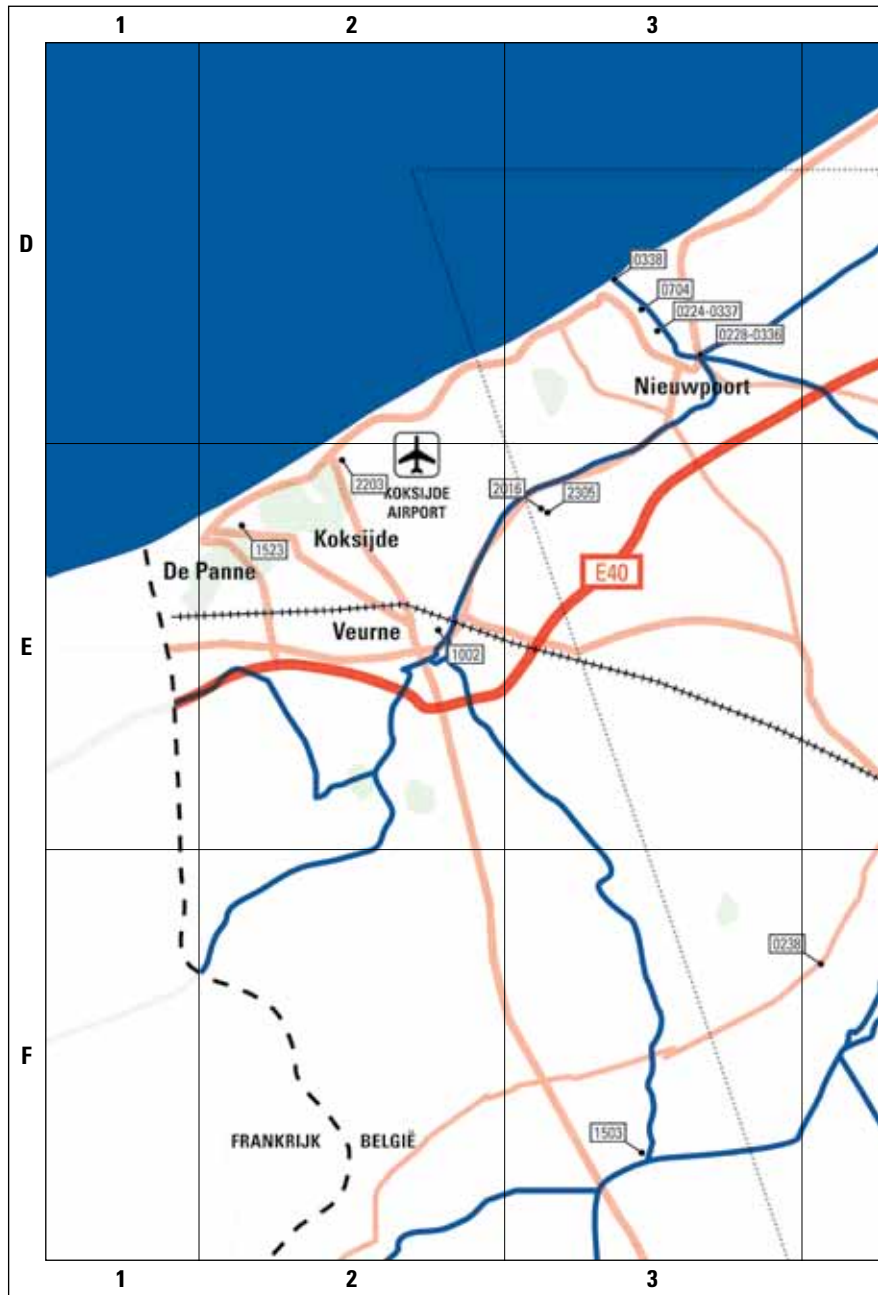 1 2 3
D
0338
0704
0224-0337
0228-0336
Nieuwpoort
2203
KOKSIJDE
AIRPORT
2016
2305
1523
Koksijde
De Panne
E40
E
Veurne
1002
0238
F
1503
FRANKRIJK BELGIË
1 2 3